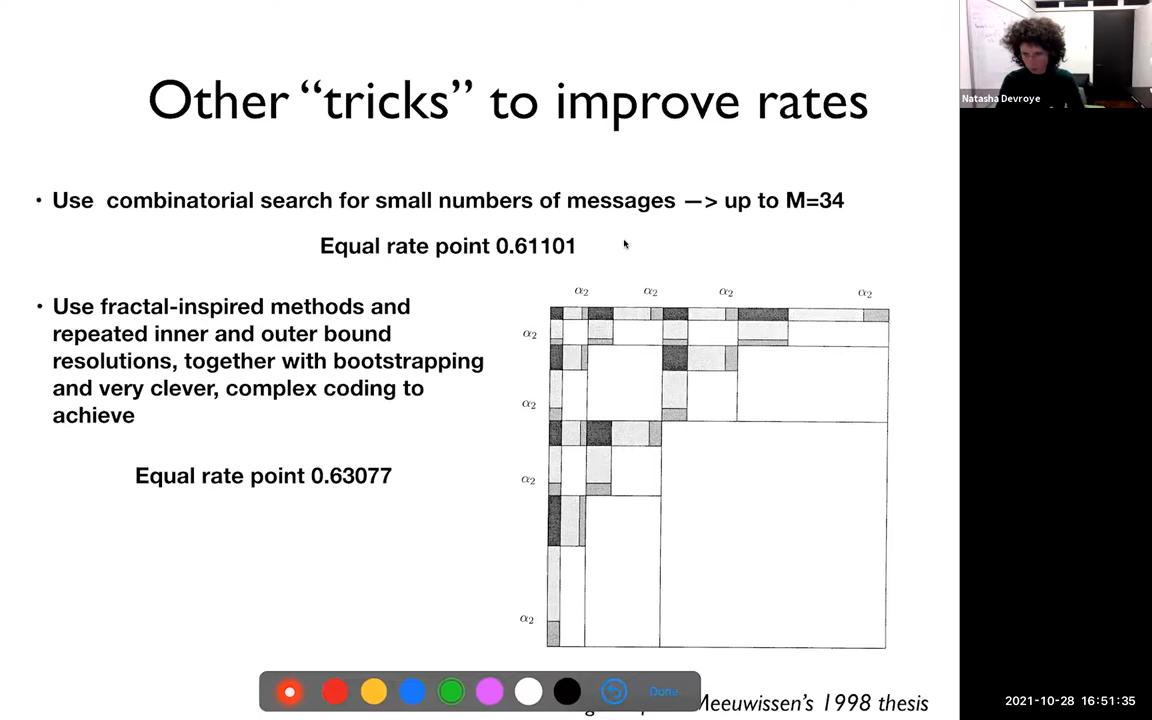 Other “tricks” to improve rates
Natasha Devroye
• Use combinatorial search for small numbers of messages —> up to M=34
Equal rate point 0.61101
• Use fractal-inspired methods and
repeated inner and outer bound
resolutions, together with bootstrapping
and very clever, complex coding to
achieve
Equal rate point 0.63077
α₂ α₂ α₂ α₂
α₂
α₂
α₂
α₂
Done
Meeuwissen’s 1998 thesis
2021-10-28 16:51:35